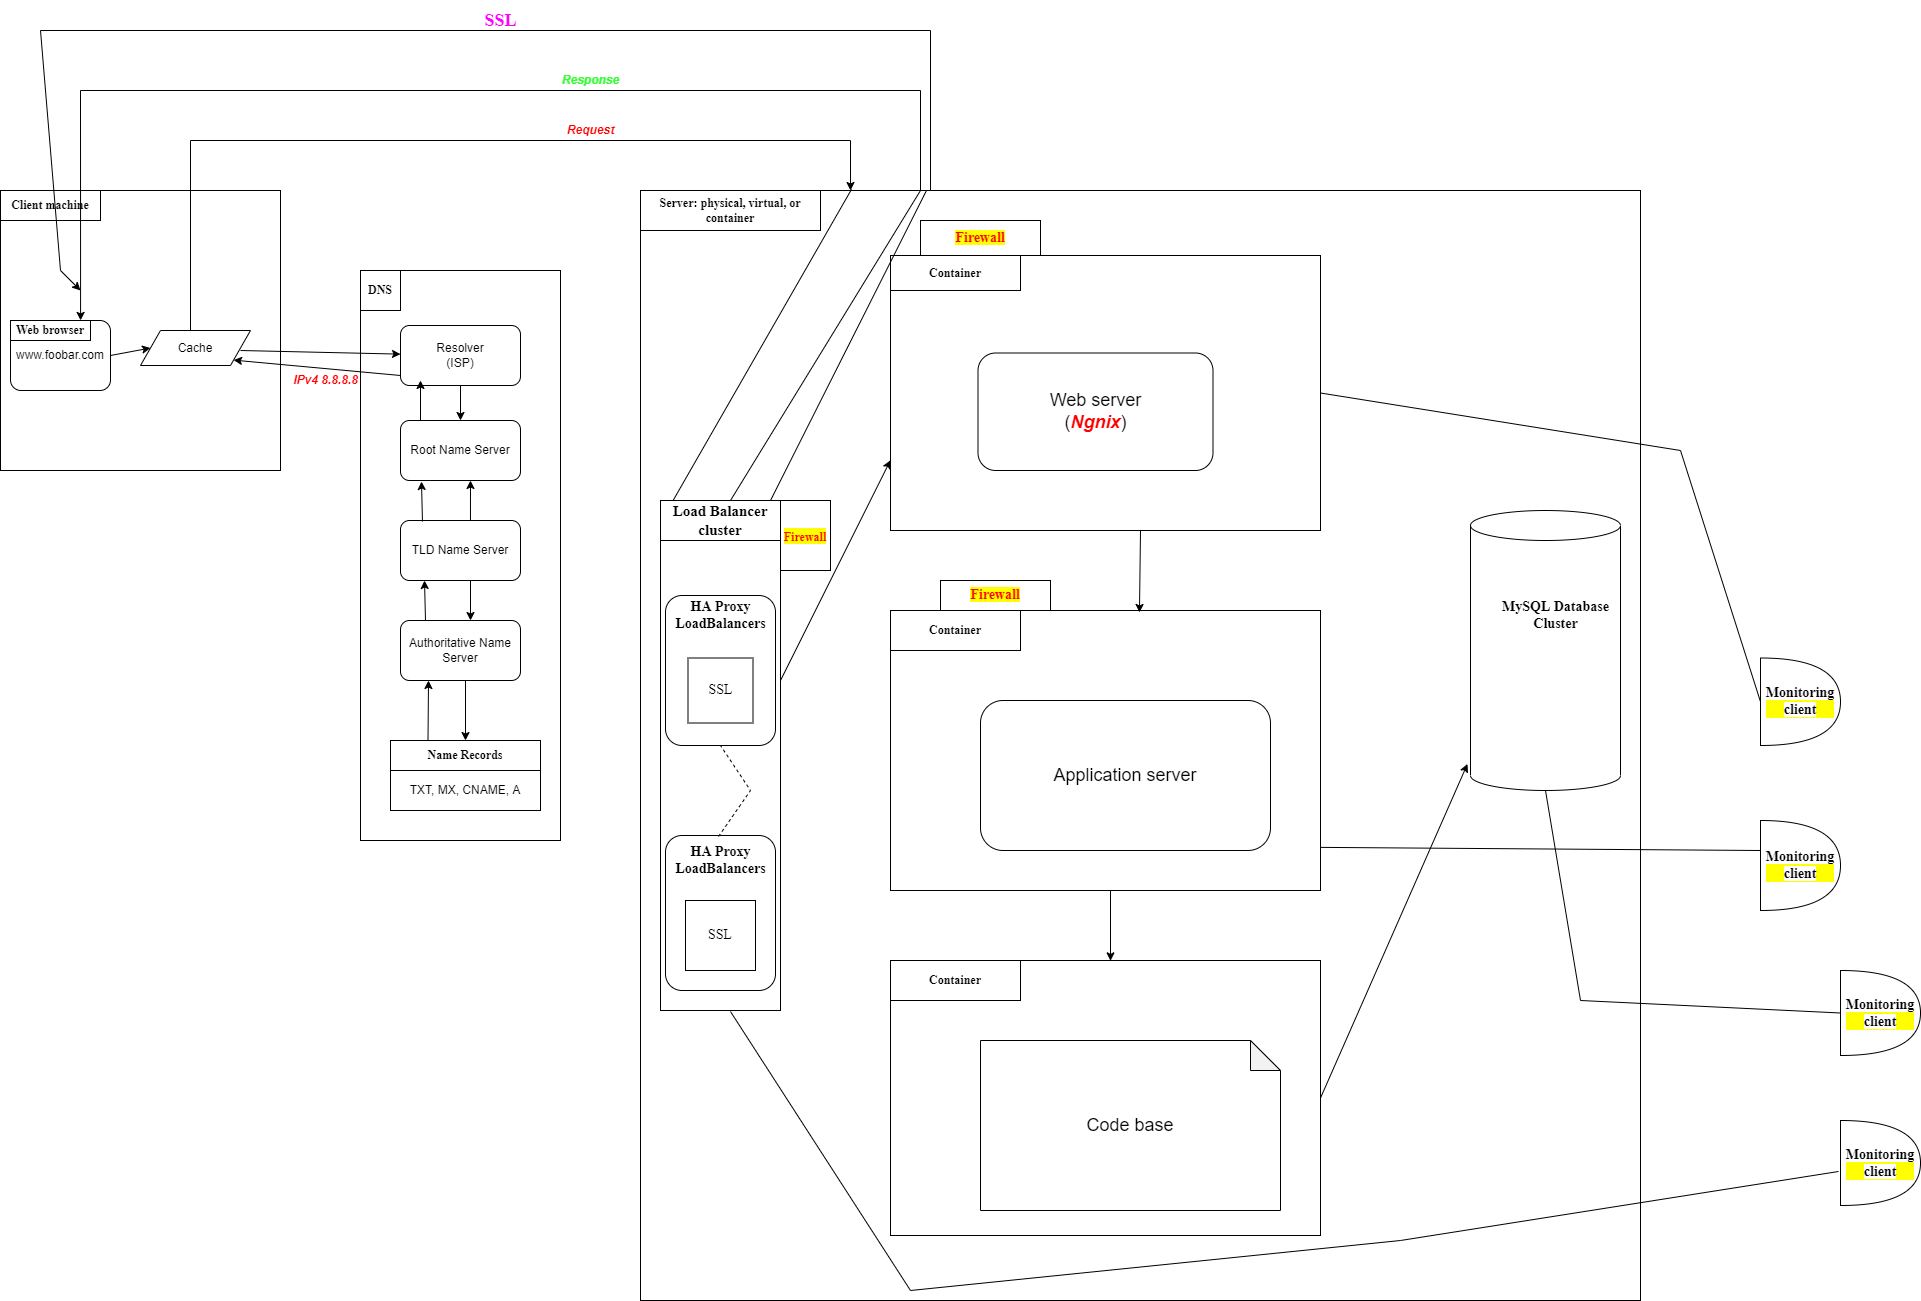 SSL
Response
Request
Client machine
Web browser
www.foobar.com
Cache
IPv4 8.8.8.8
DNS
Resolver
(ISP)
Root Name Server
TLD Name Server
Authoritative Name
Server
Name Records
TXT, MX, CNAME, A
Server: physical, virtual, or
container
Load Balancer
cluster
Firewall
HA Proxy
LoadBalancers
SSL
HA Proxy
LoadBalancers
SSL
Firewall
Container
Web server
(Ngnix)
Firewall
Container
Application server
Container
Code base
MySQL Database
Cluster
Monitoring
client
Monitoring
client
Monitoring
client
Monitoring
client